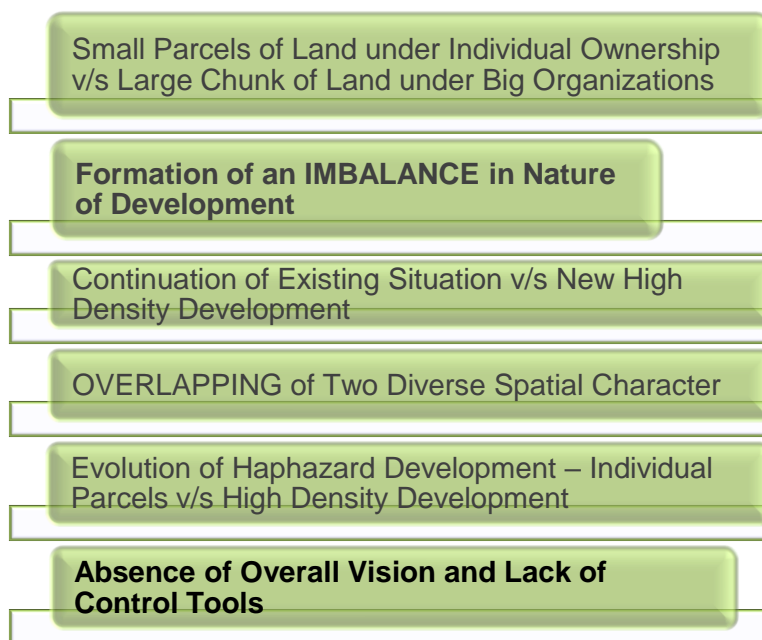 Small Parcels of Land under Individual Ownership
v/s Large Chunk of Land under Big Organizations
Formation of an IMBALANCE in Nature
of Development
Continuation of Existing Situation v/s New High
Density Development
OVERLAPPING of Two Diverse Spatial Character
Evolution of Haphazard Development – Individual
Parcels v/s High Density Development
Absence of Overall Vision and Lack of
Control Tools